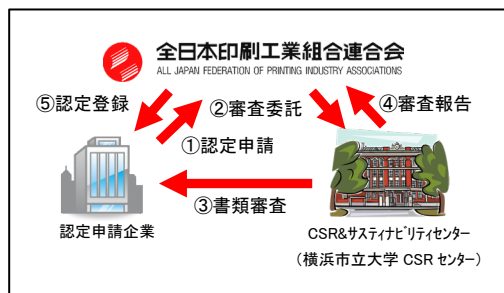 全日本印刷工業組合連合会
ALL JAPAN FEDERATION OF PRINTING INDUSTRY ASSOCIATIONS
⑤認定登録
②審査委託
④審査報告
①認定申請
③書類審査
認定申請企業
CSR&ｻｽﾃｨﾅﾋﾞﾘﾃｨｾﾝﾀｰ
（横浜市立大学 CSR センター）